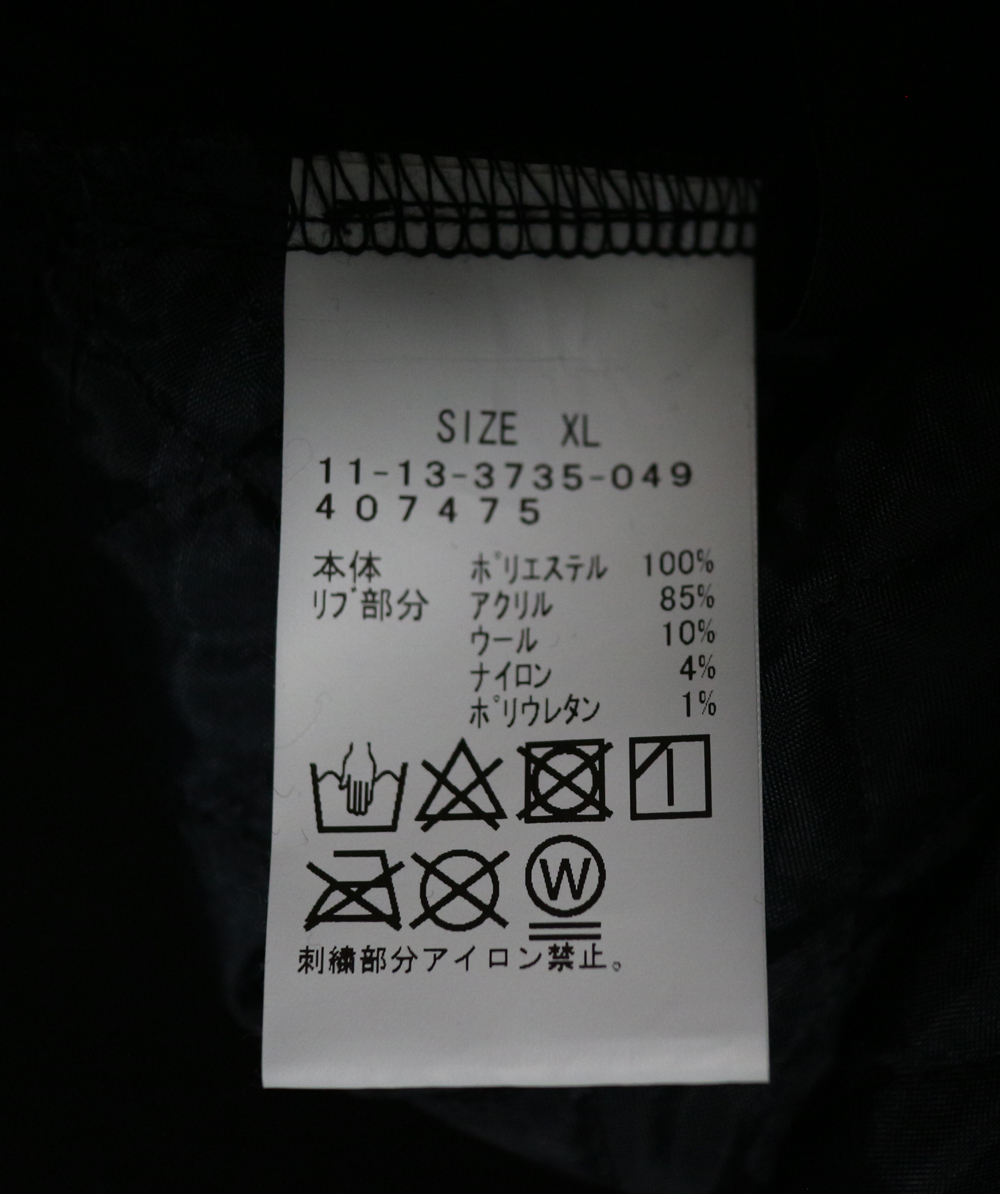 SIZE XL
11-13-3735-049
407475
本体 ポリエステル 100%
リブ部分 アクリル 85%
ウール 10%
ナイロン 4%
ポリウレタン 1%
W
刺繍部分アイロン禁止。